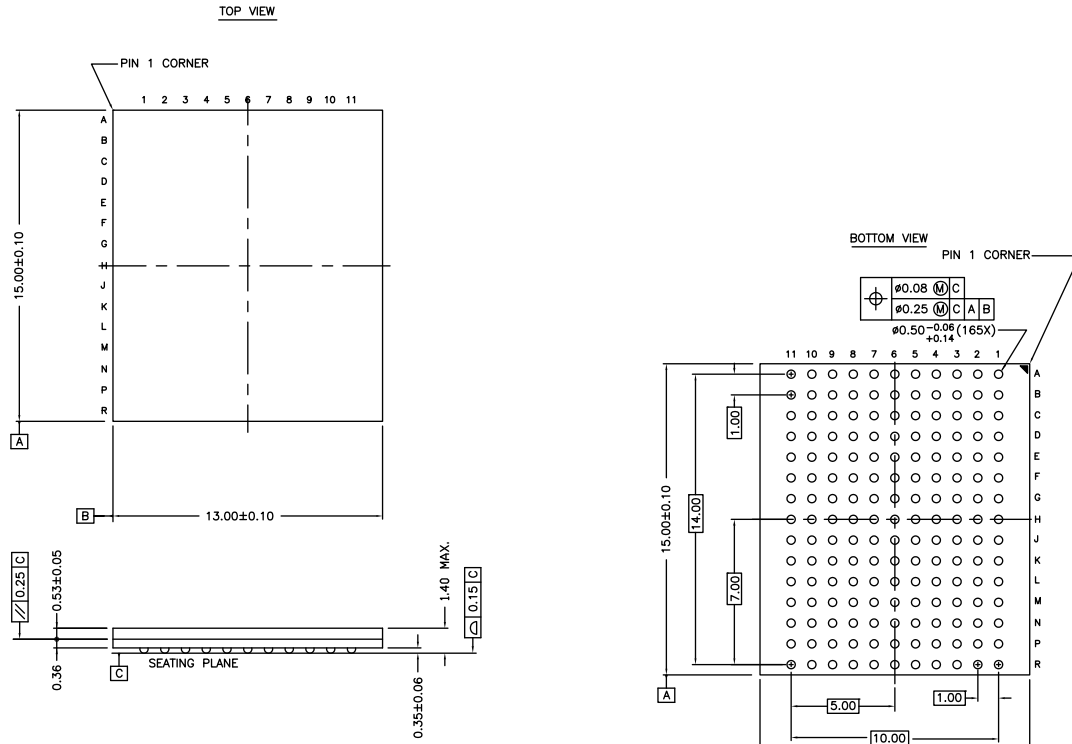 TOP VIEW
PIN 1 CORNER
1 2 3 4 5 6 7 8 9 10 11
A
B
C
D
E
F
G
H
J
K
L
M
N
P
R
15.00±0.10
A
B
13.00±0.10
// 0.25 C
0.53±0.05
0.36
C
SEATING PLANE
1.40 MAX.
0.15 C
0.35±0.06
BOTTOM VIEW
PIN 1 CORNER
ø0.08 Ⓜ C
ø0.25 Ⓜ C A B
ø0.50 -0.06 +0.14 (165X)
11 10 9 8 7 6 5 4 3 2 1
A
B
C
D
E
F
G
H
J
K
L
M
N
P
R
1.00
14.00
15.00±0.10
7.00
A
1.00
5.00
10.00